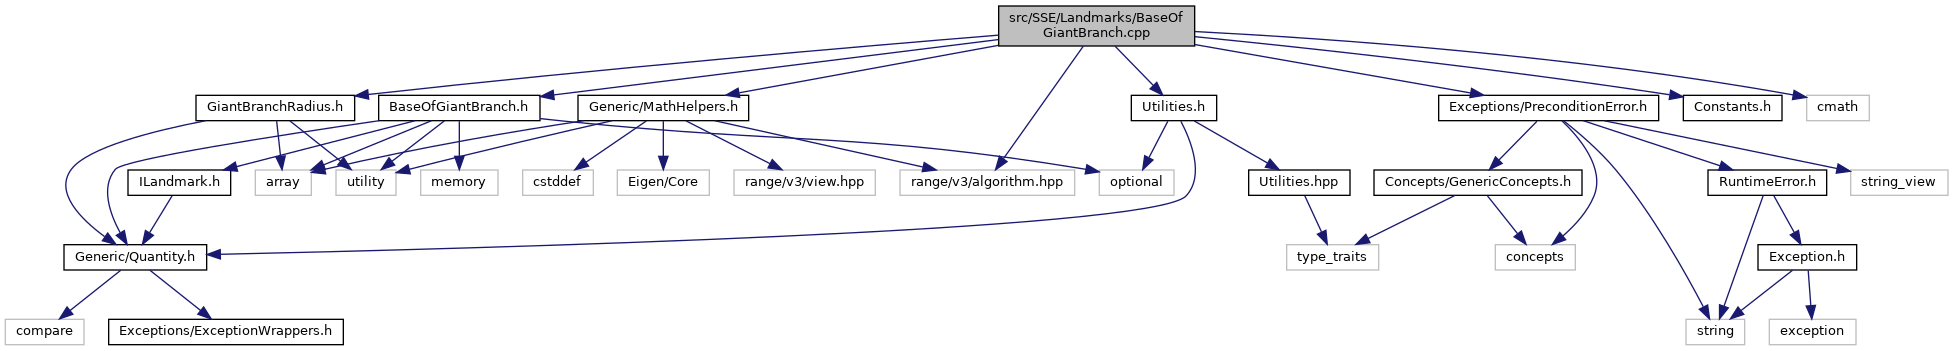 src/SSE/Landmarks/BaseOf
GiantBranch.cpp
GiantBranchRadius.h
BaseOfGiantBranch.h
Generic/MathHelpers.h
Utilities.h
Exceptions/PreconditionError.h
Constants.h
cmath
ILandmark.h
array
utility
memory
cstddef
Eigen/Core
range/v3/view.hpp
range/v3/algorithm.hpp
optional
Utilities.hpp
Concepts/GenericConcepts.h
RuntimeError.h
string_view
Generic/Quantity.h
type_traits
concepts
Exception.h
compare
Exceptions/ExceptionWrappers.h
string
exception